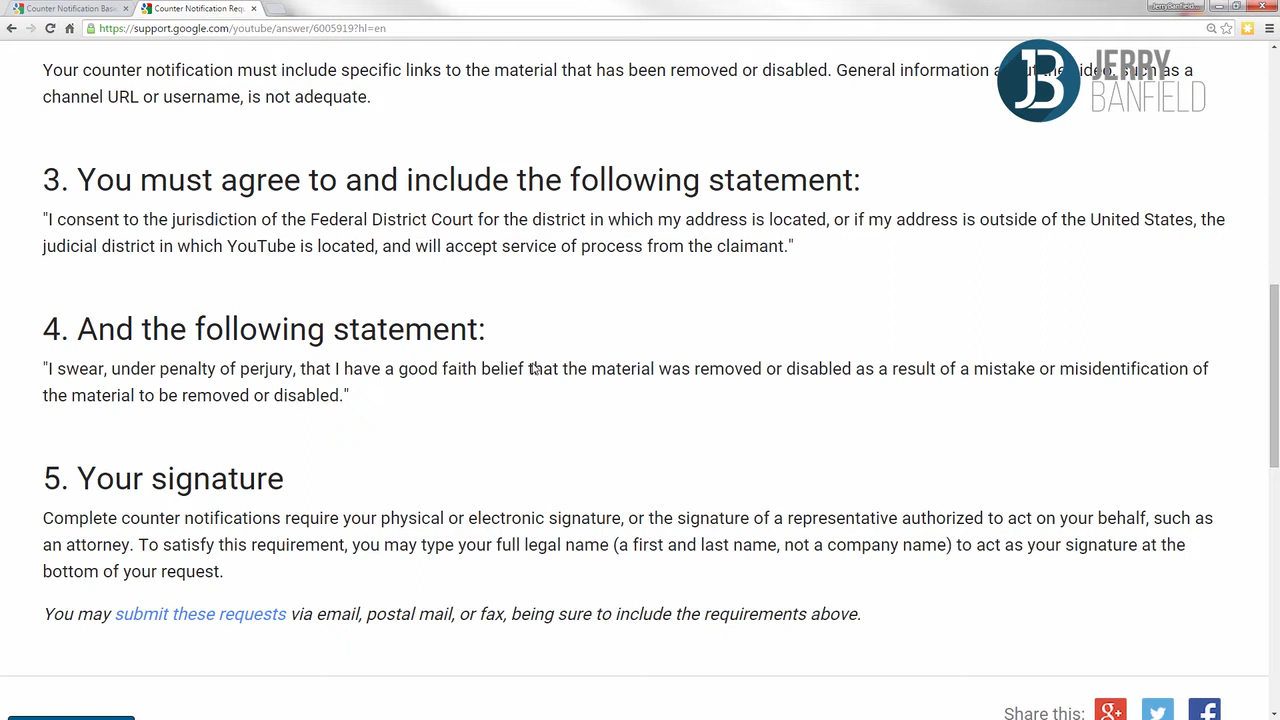 Counter Notification Basi
Counter Notification Req
JerryBanfield...
https://support.google.com/youtube/answer/6005919?hl=en
Your counter notification must include specific links to the material that has been removed or disabled. General information a video, such as a
channel URL or username, is not adequate.
JB JERRY
BANFIELD
3. You must agree to and include the following statement:
"I consent to the jurisdiction of the Federal District Court for the district in which my address is located, or if my address is outside of the United States, the
judicial district in which YouTube is located, and will accept service of process from the claimant."
4. And the following statement:
"I swear, under penalty of perjury, that I have a good faith belief that the material was removed or disabled as a result of a mistake or misidentification of
the material to be removed or disabled."
5. Your signature
Complete counter notifications require your physical or electronic signature, or the signature of a representative authorized to act on your behalf, such as
an attorney. To satisfy this requirement, you may type your full legal name (a first and last name, not a company name) to act as your signature at the
bottom of your request.
You may submit these requests via email, postal mail, or fax, being sure to include the requirements above.
Share this: